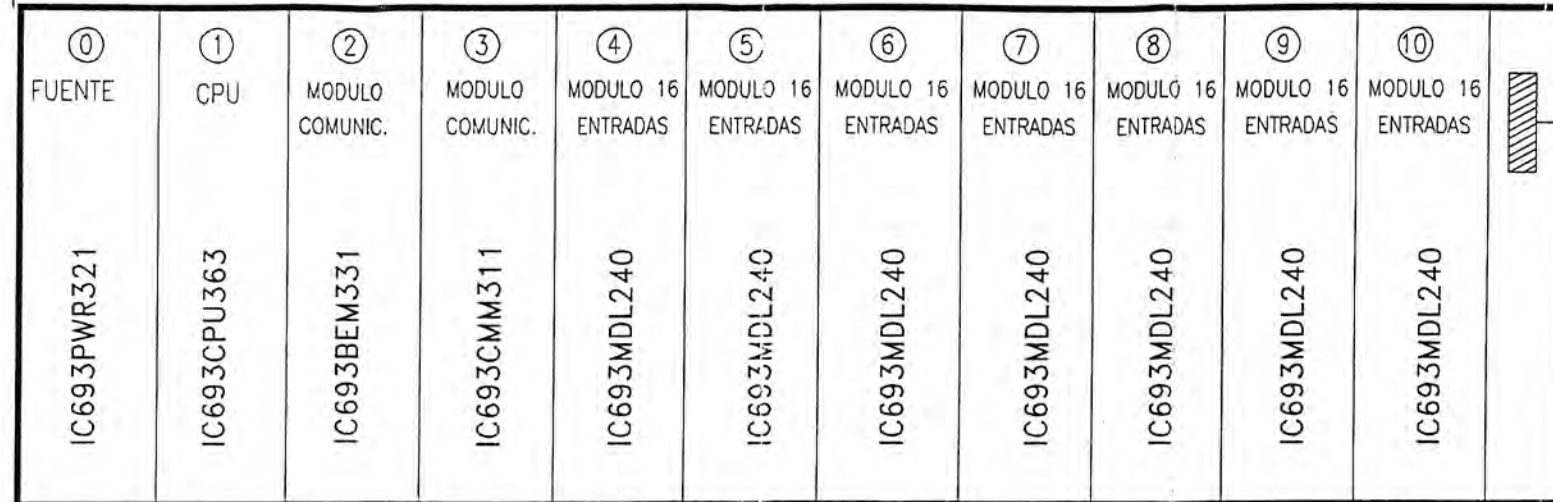 0
FUENTE
IC693PWR321
1
CPU
IC693CPU363
2
MODULO
COMUNIC.
IC693BEM331
3
MODULO
COMUNIC.
IC693CMM311
4
MODULO 16
ENTRADAS
IC693MDL240
5
MODULO 16
ENTRADAS
IC693MDL240
6
MODULO 16
ENTRADAS
IC693MDL240
7
MODULO 16
ENTRADAS
IC693MDL240
8
MODULO 16
ENTRADAS
IC693MDL240
9
MODULO 16
ENTRADAS
IC693MDL240
10
MODULO 16
ENTRADAS
IC693MDL240